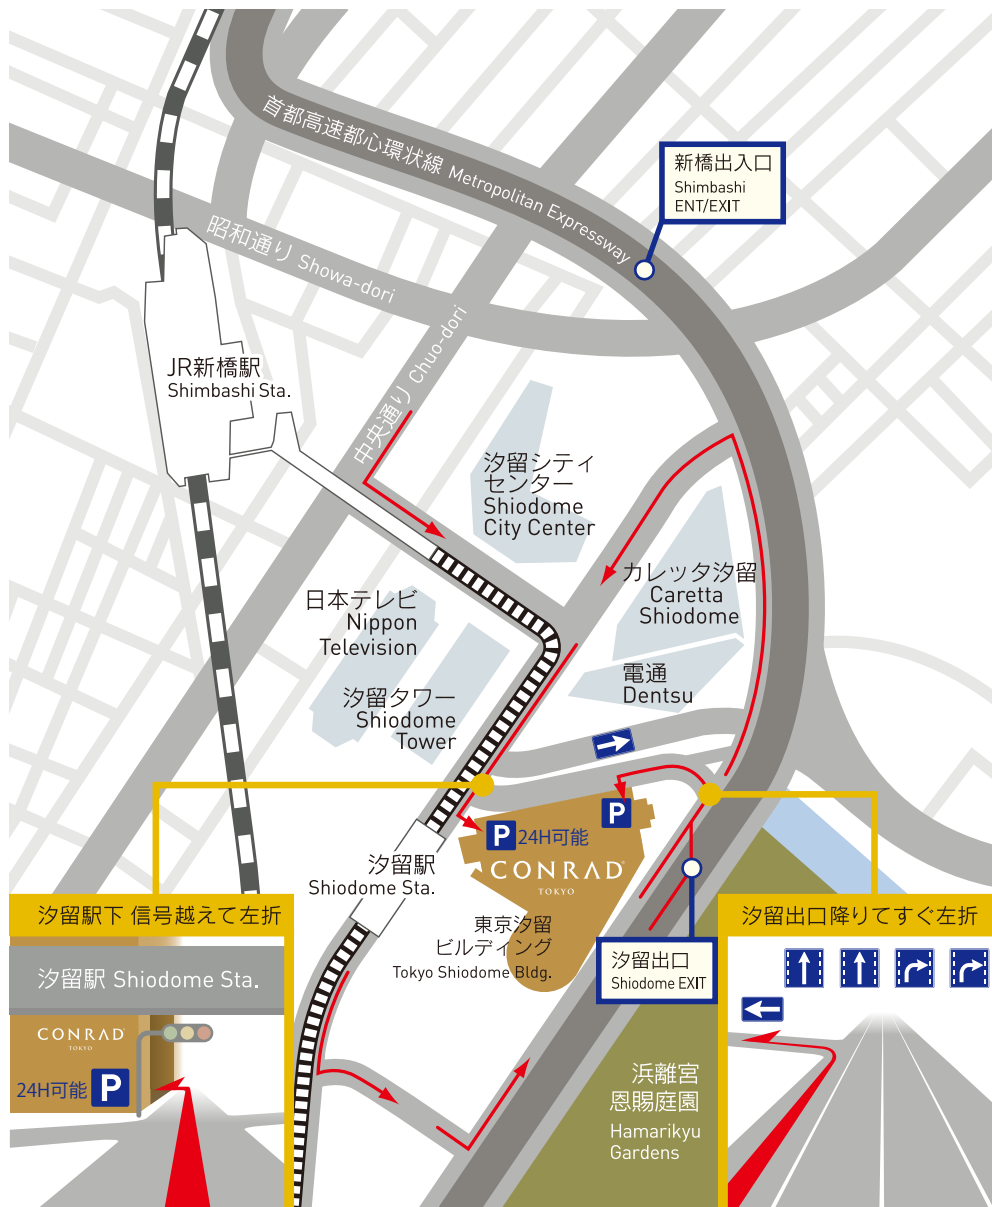 首都高速都心環状線 Metropolitan Expressway
新橋出入口
Shimbashi
ENT/EXIT
昭和通り Showa-dori
中央通り Chuo-dori
JR新橋駅
Shimbashi Sta.
汐留シティ
センター
Shiodome
City Center
カレッタ汐留
Caretta
Shiodome
日本テレビ
Nippon
Television
電通
Dentsu
汐留タワー
Shiodome
Tower
P
P 24H可能
CONRAD
TOKYO
汐留駅
Shiodome Sta.
東京汐留
ビルディング
Tokyo Shiodome Bldg.
汐留出口
Shiodome EXIT
浜離宮
恩賜庭園
Hamarikyu
Gardens
汐留駅下 信号越えて左折
汐留駅 Shiodome Sta.
CONRAD
TOKYO
24H可能 P
汐留出口降りてすぐ左折